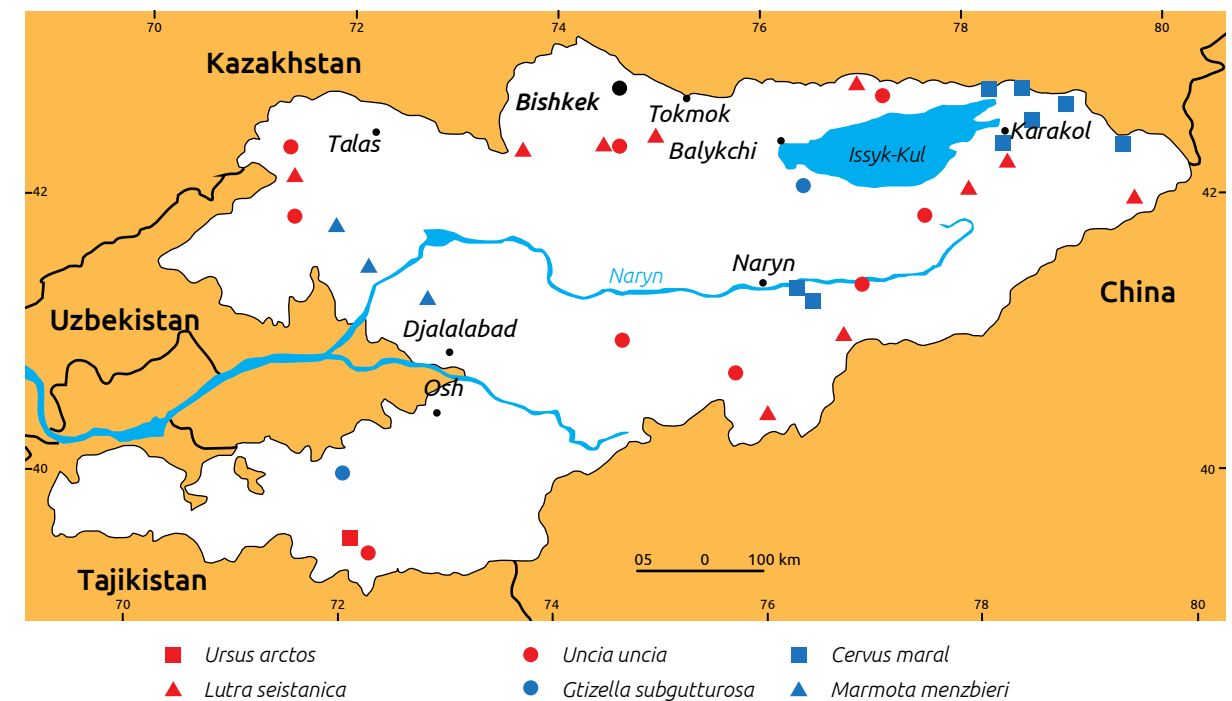 70 72 74 76 78 80
Kazakhstan
Bishkek
Tokmok
Talas
Balykchi
Issyk-Kul
Karakol
42 42
Naryn
Naryn
China
Uzbekistan
Djalalabad
Osh
40 40
05 0 100 km
Tajikistan
70 72 74 76 78 80
Ursus arctos Uncia uncia Cervus maral
Lutra seistanica Gtizella subgutturosa Marmota menzbieri